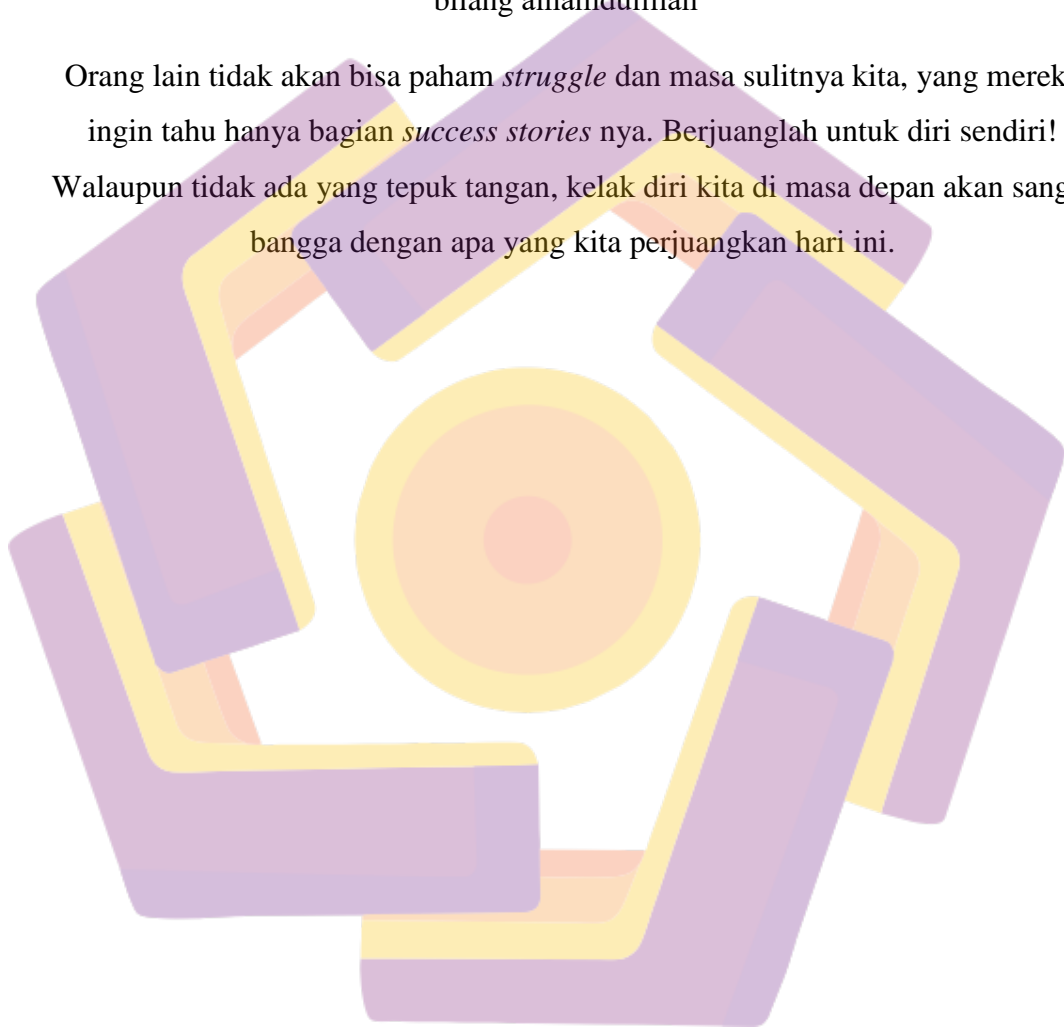 bilang alhamdulillah
Orang lain tidak akan bisa paham struggle dan masa sulitnya kita, yang merek
ingin tahu hanya bagian success stories nya. Berjuanglah untuk diri sendiri!
Walaupun tidak ada yang tepuk tangan, kelak diri kita di masa depan akan sang
bangga dengan apa yang kita perjuangkan hari ini.